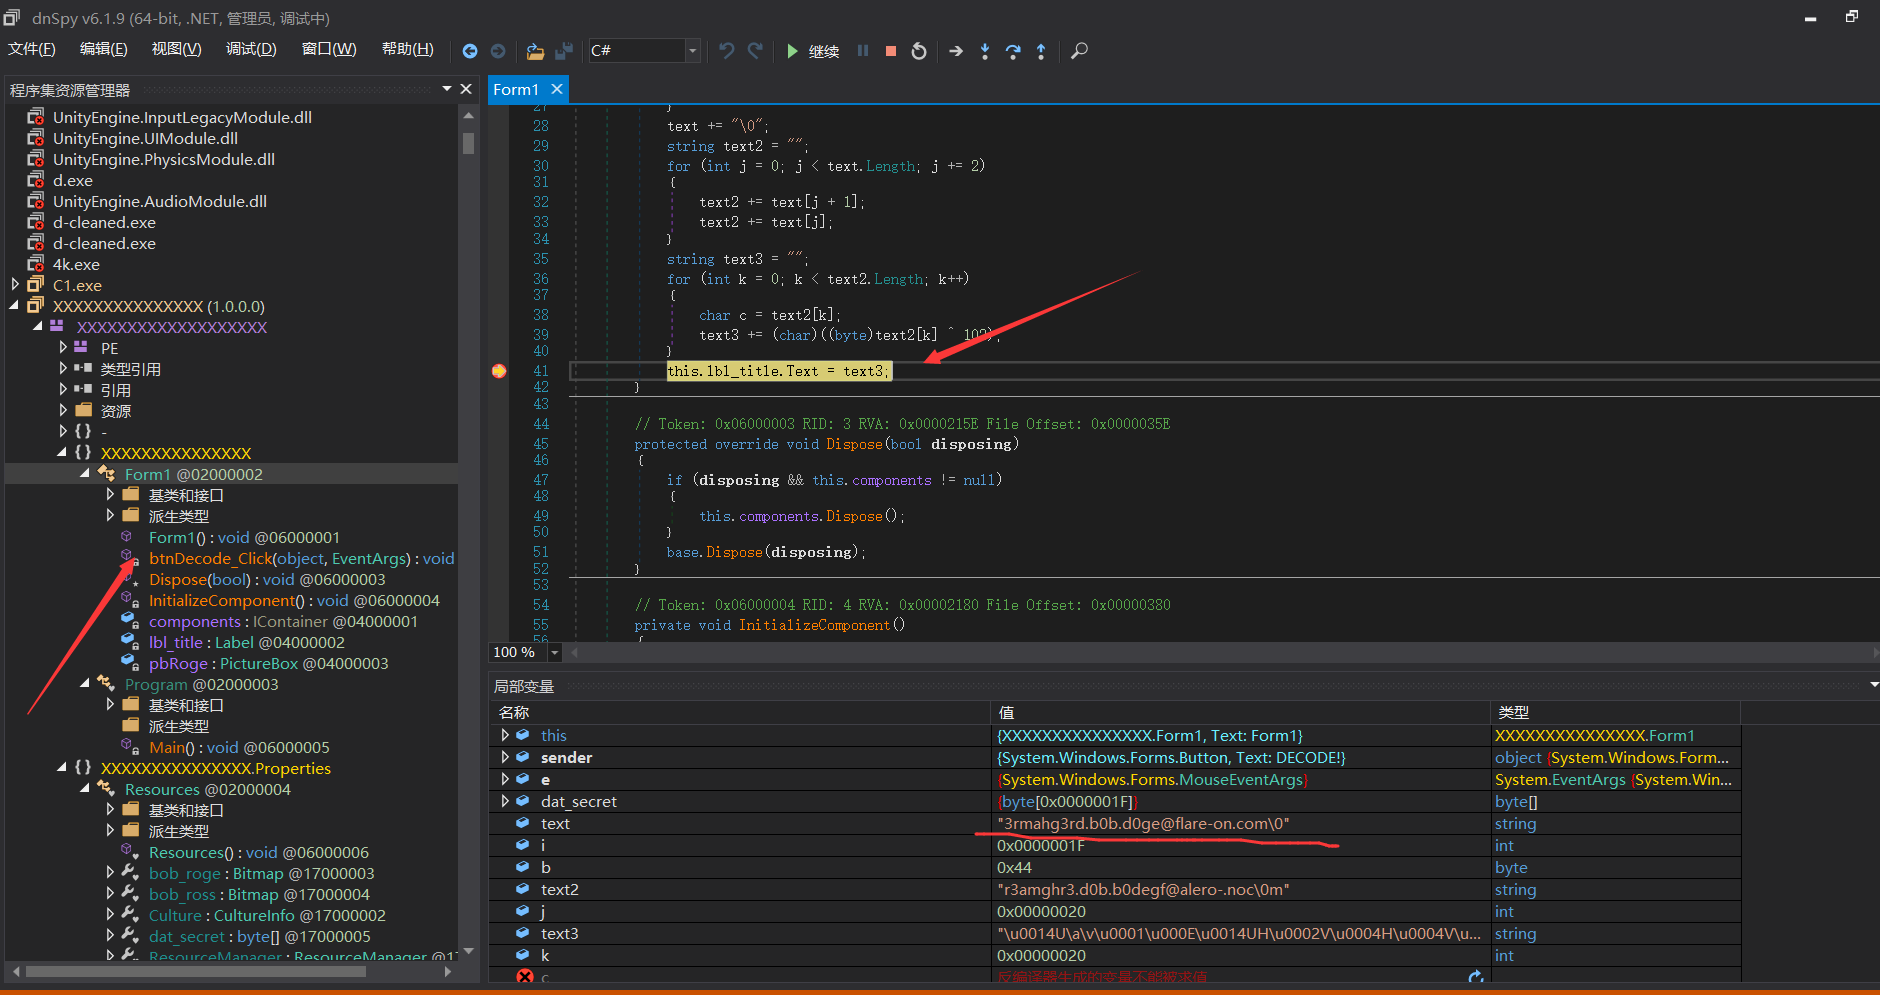 dnSpy v6.1.9 (64-bit, .NET, 管理员, 调试中)
文件(F) 编辑(E) 视图(V) 调试(D) 窗口(W) 帮助(H) C# 继续
程序集资源管理器
UnityEngine.InputLegacyModule.dll
UnityEngine.UIModule.dll
UnityEngine.PhysicsModule.dll
d.exe
UnityEngine.AudioModule.dll
d-cleaned.exe
d-cleaned.exe
4k.exe
C1.exe
XXXXXXXXXXXXXXX (1.0.0.0)
XXXXXXXXXXXXXXXXXXX
PE
类型引用
引用
资源
{ } -
{ } XXXXXXXXXXXXXXX
Form1 @02000002
基类和接口
派生类型
Form1() : void @06000001
btnDecode_Click(object, EventArgs) : void
Dispose(bool) : void @06000003
InitializeComponent() : void @06000004
components : IContainer @04000001
lbl_title : Label @04000002
pbRoge : PictureBox @04000003
Program @02000003
基类和接口
派生类型
Main() : void @06000005
{ } XXXXXXXXXXXXXXX.Properties
Resources @02000004
基类和接口
派生类型
Resources() : void @06000006
bob_roge : Bitmap @17000003
bob_ross : Bitmap @17000004
Culture : CultureInfo @17000002
dat_secret : byte[] @17000005
ResourceManager : ResourceManager @17
Form1
27 }
28 text += "\0";
29 string text2 = "";
30 for (int j = 0; j < text.Length; j += 2)
31 {
32 text2 += text[j + 1];
33 text2 += text[j];
34 }
35 string text3 = "";
36 for (int k = 0; k < text2.Length; k++)
37 {
38 char c = text2[k];
39 text3 += (char)((byte)text2[k] ^ 102);
40 }
41 this.lbl_title.Text = text3;
42 }
43
44 // Token: 0x06000003 RID: 3 RVA: 0x0000215E File Offset: 0x0000035E
45 protected override void Dispose(bool disposing)
46 {
47 if (disposing && this.components != null)
48 {
49 this.components.Dispose();
50 }
51 base.Dispose(disposing);
52 }
53
54 // Token: 0x06000004 RID: 4 RVA: 0x00002180 File Offset: 0x00000380
55 private void InitializeComponent()
56 {
100 %
局部变量
名称 值 类型
this {XXXXXXXXXXXXXXX.Form1, Text: Form1} XXXXXXXXXXXXXXX.Form1
sender {System.Windows.Forms.Button, Text: DECODE!} object {System.Windows.Form...
e {System.Windows.Forms.MouseEventArgs} System.EventArgs {System.Win...
dat_secret {byte[0x0000001F]} byte[]
text "3rmahg3rd.b0b.d0ge@flare-on.com\0" string
i 0x0000001F int
b 0x44 byte
text2 "r3amghr3.d0b.b0degf@alero-.noc\0m" string
j 0x00000020 int
text3 "\u0014U\a\v\u0001\u000E\u0014UH\u0002V\u0004H\u0004V\u... string
k 0x00000020 int
c 反编译器生成的变量不能被求值